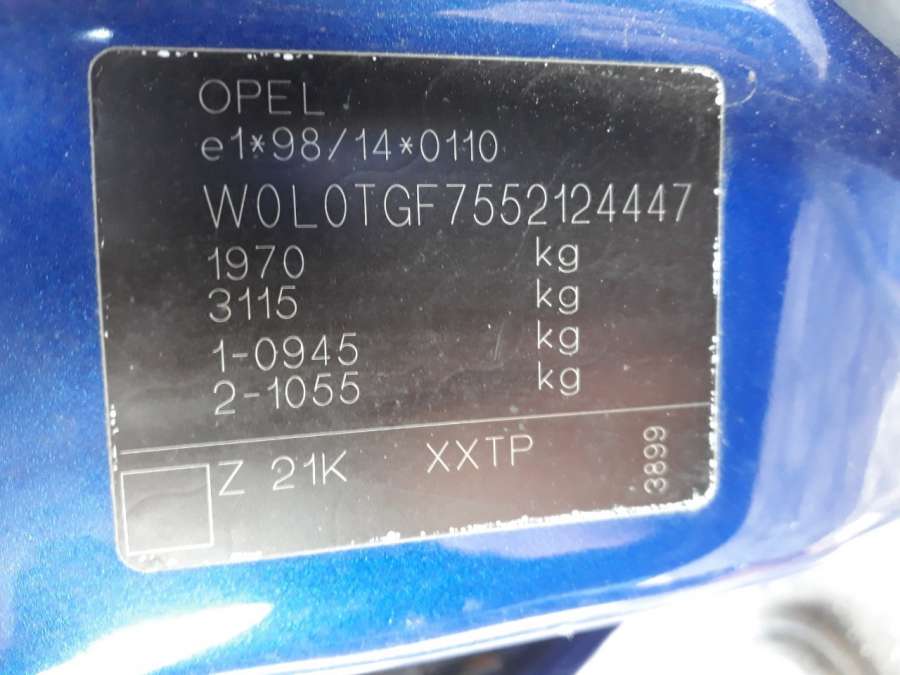 OPEL
e1*98/14*0110
W0L0TGF7552124447
1970 kg
3115 kg
1-0945 kg
2-1055 kg
Z 21K XXTP
3899